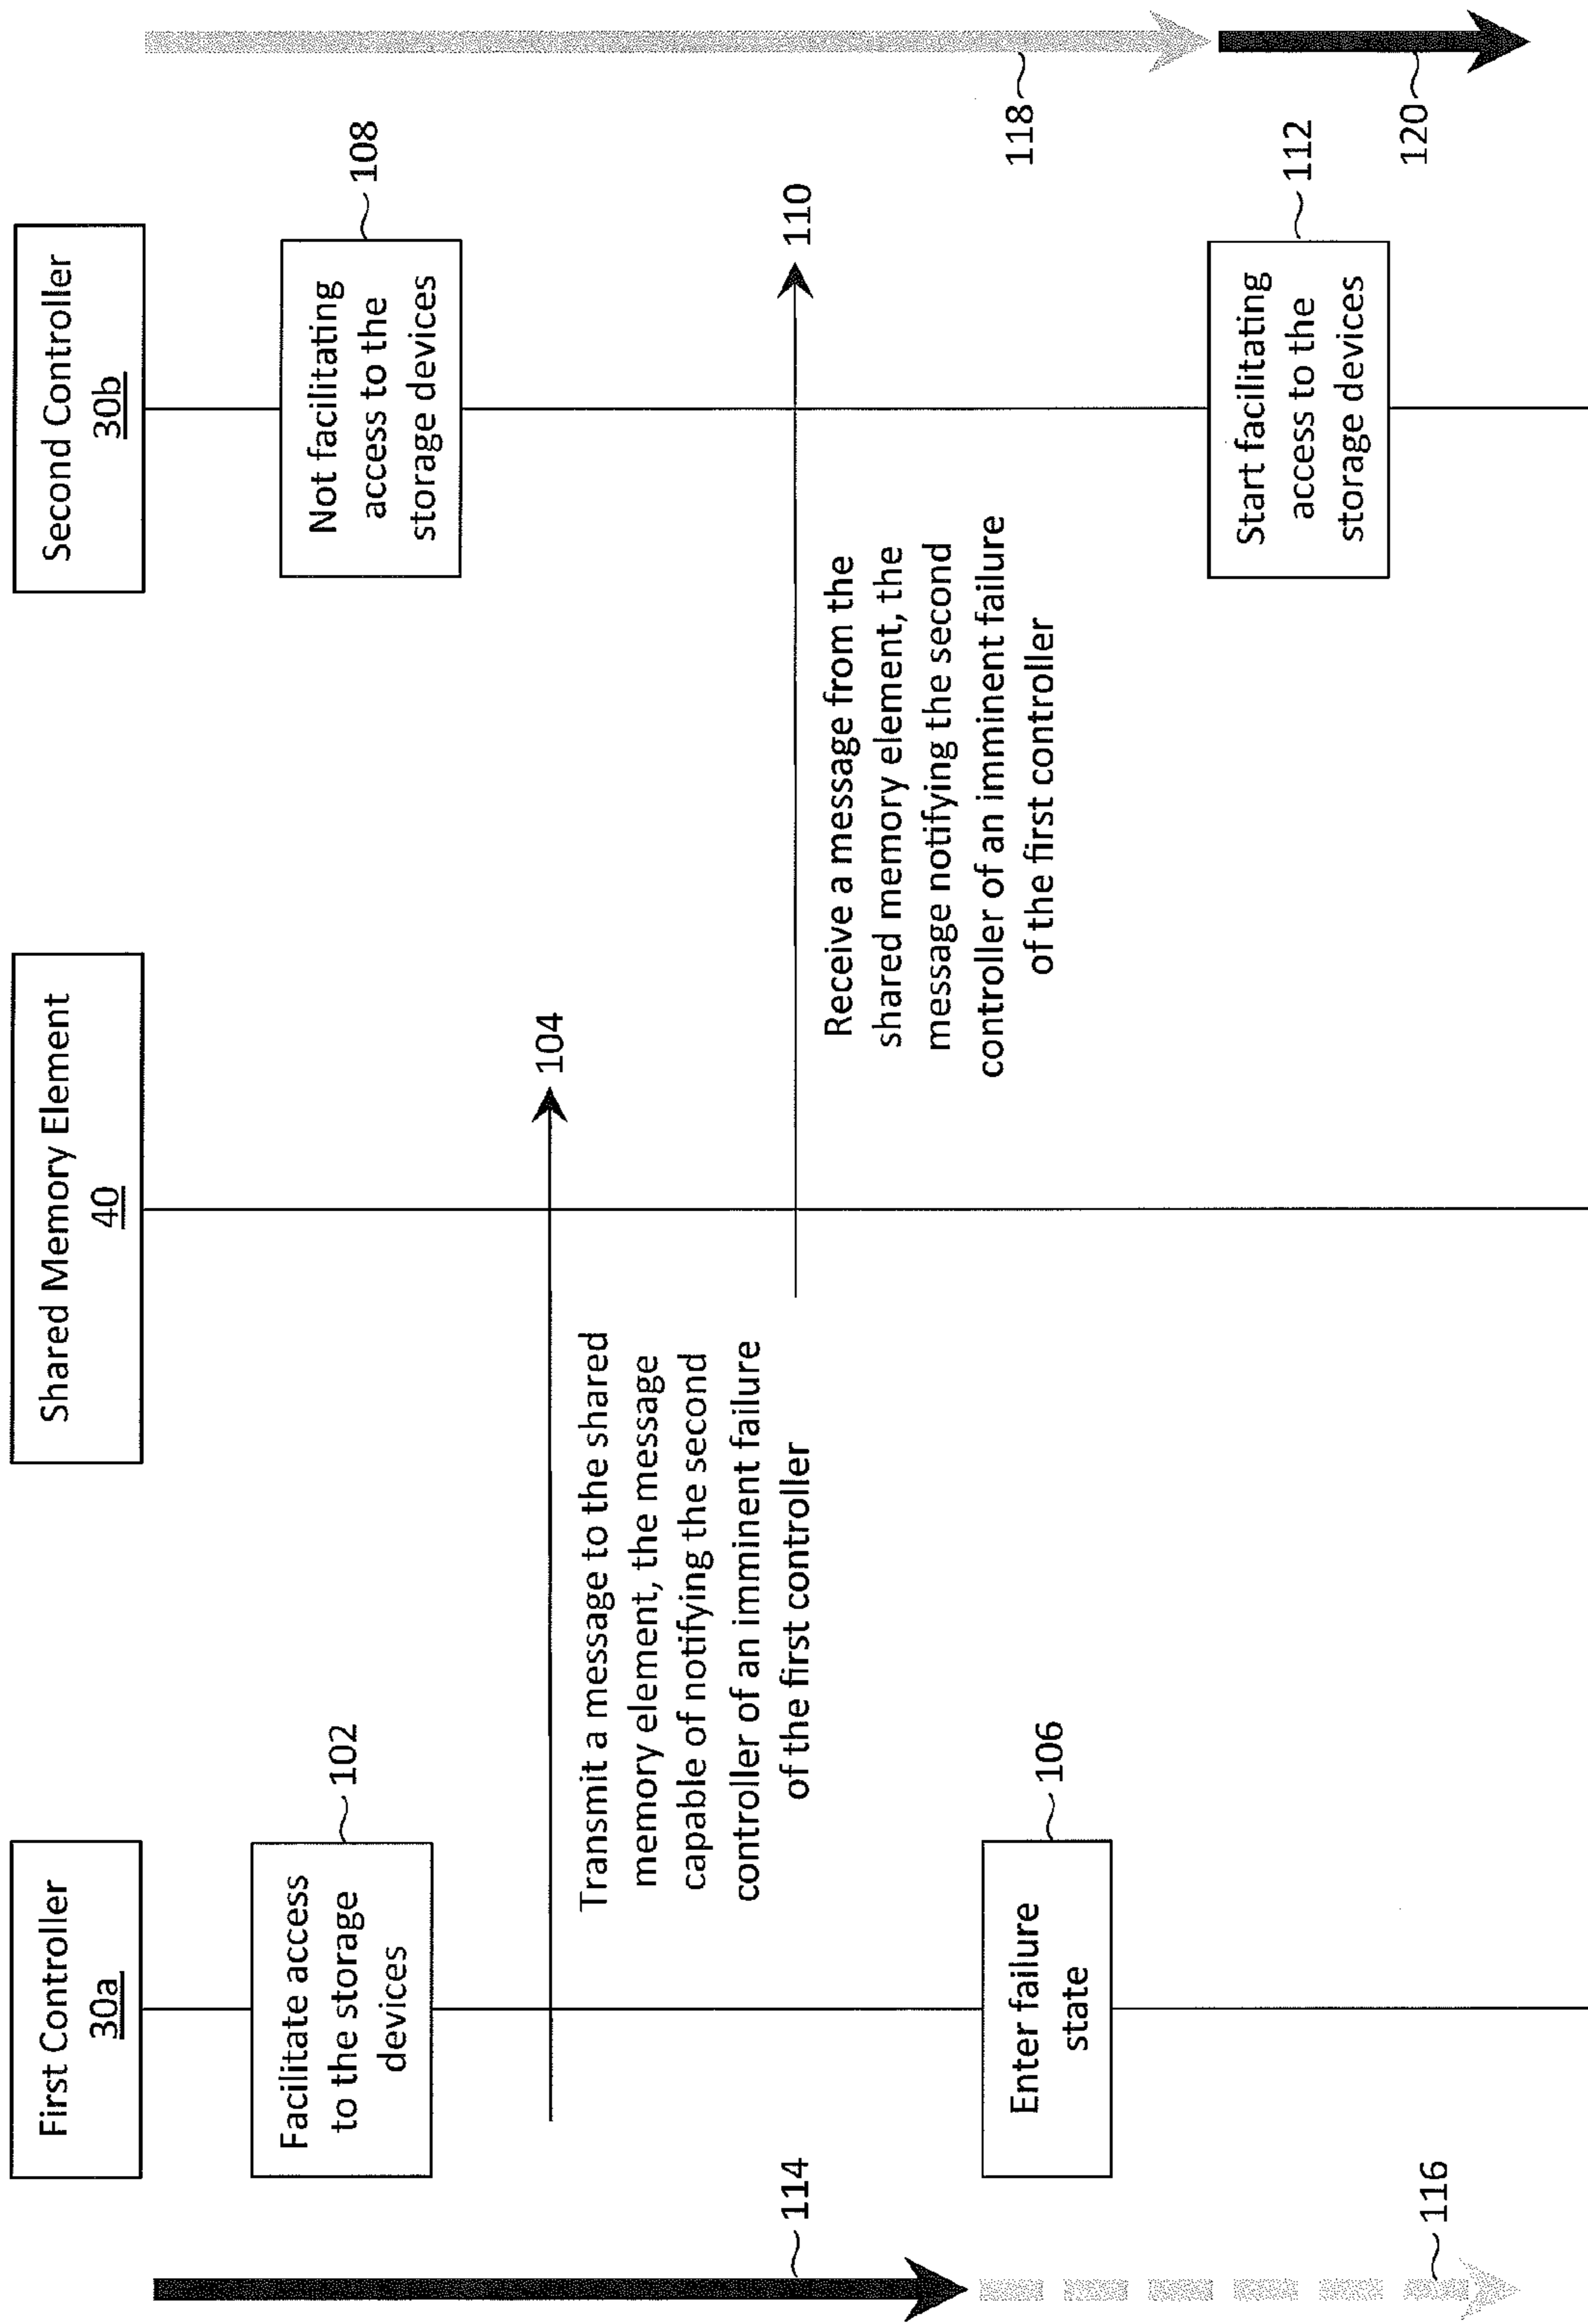 First Controller
30a
Shared Memory Element
40
Second Controller
30b
Facilitate access
to the storage
devices
102
Not facilitating
access to the
storage devices
108
104
Transmit a message to the shared
memory element, the message
capable of notifying the second
controller of an imminent failure
of the first controller
110
Receive a message from the
shared memory element, the
message notifying the second
controller of an imminent failure
of the first controller
114
Enter failure
state
106
118
Start facilitating
access to the
storage devices
112
116
120